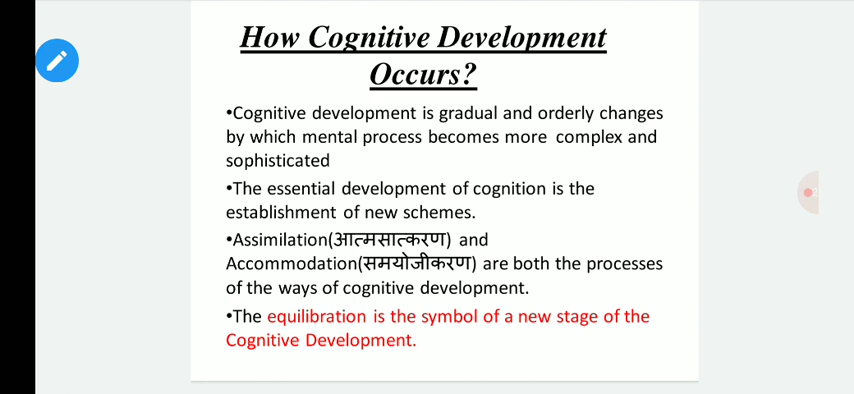 How Cognitive Development
Occurs?
•Cognitive development is gradual and orderly changes
by which mental process becomes more complex and
sophisticated
•The essential development of cognition is the
establishment of new schemes.
•Assimilation(आत्मसात्करण) and
Accommodation(समयोजीकरण) are both the processes
of the ways of cognitive development.
•The equilibration is the symbol of a new stage of the
Cognitive Development.